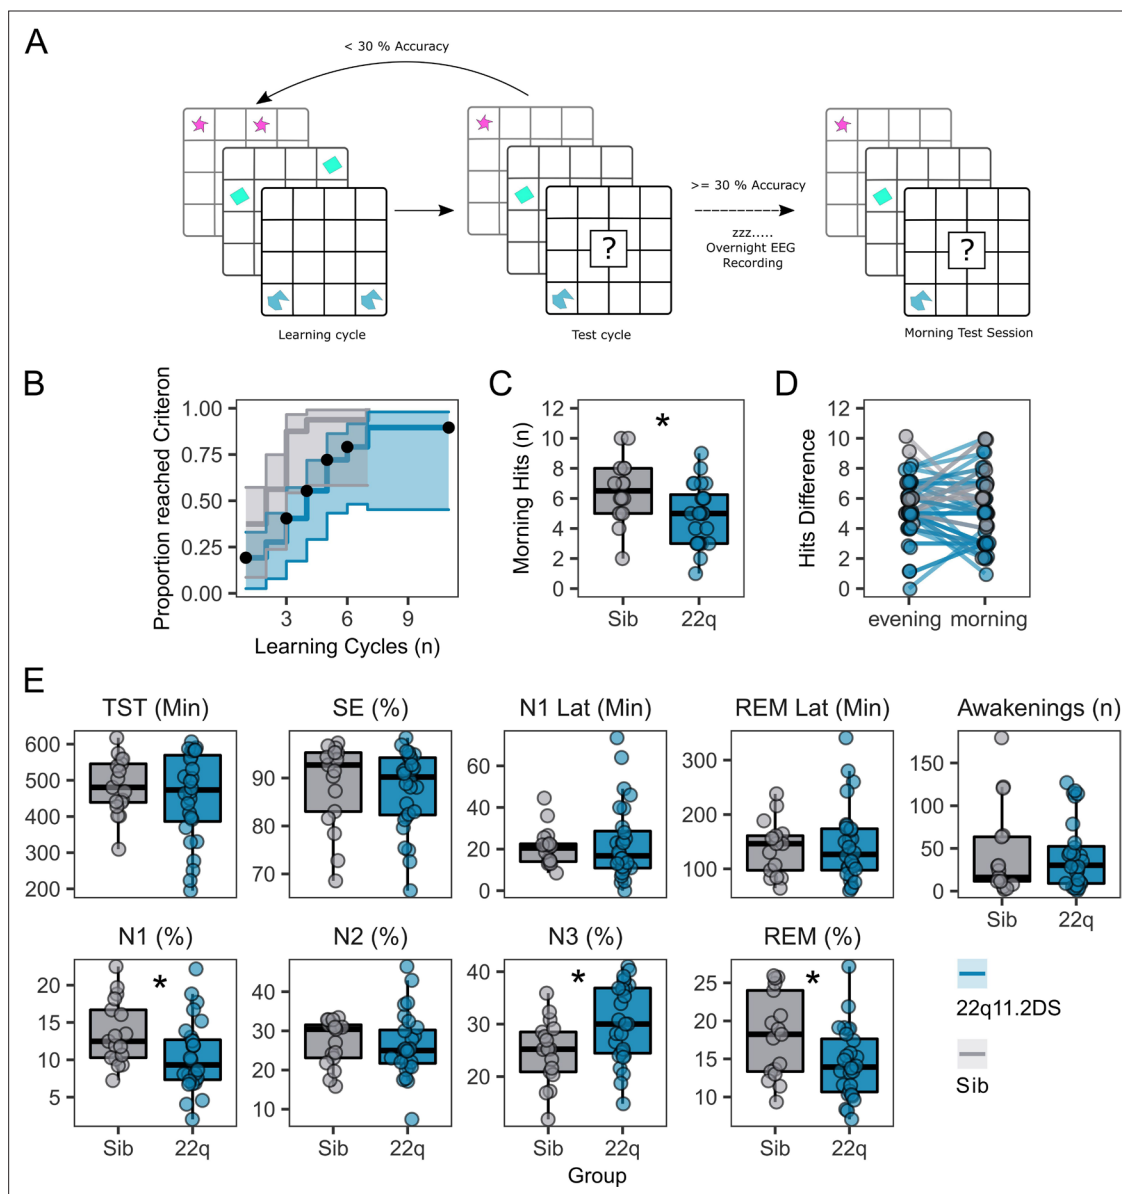 A
< 30 % Accuracy
>= 30 % Accuracy
zzz.....
Overnight EEG
Recording
?
?
Learning cycle
Test cycle
Morning Test Session
B
Proportion reached Criteron
1.00
0.75
0.50
0.25
0.00
3
6
9
Learning Cycles (n)
C
Morning Hits (n)
12
10
8
6
4
2
0
*
Sib
22q
D
Hits Difference
12
10
8
6
4
2
0
evening
morning
E
TST (Min)
600
500
400
300
200
SE (%)
90
80
70
N1 Lat (Min)
60
40
20
0
REM Lat (Min)
300
200
100
Awakenings (n)
150
100
50
0
Sib
22q
N1 (%)
20
15
10
5
*
Sib
22q
N2 (%)
40
30
20
10
Sib
22q
N3 (%)
40
30
20
*
Sib
22q
REM (%)
25
20
15
10
*
Sib
22q
Group
22q11.2DS
Sib